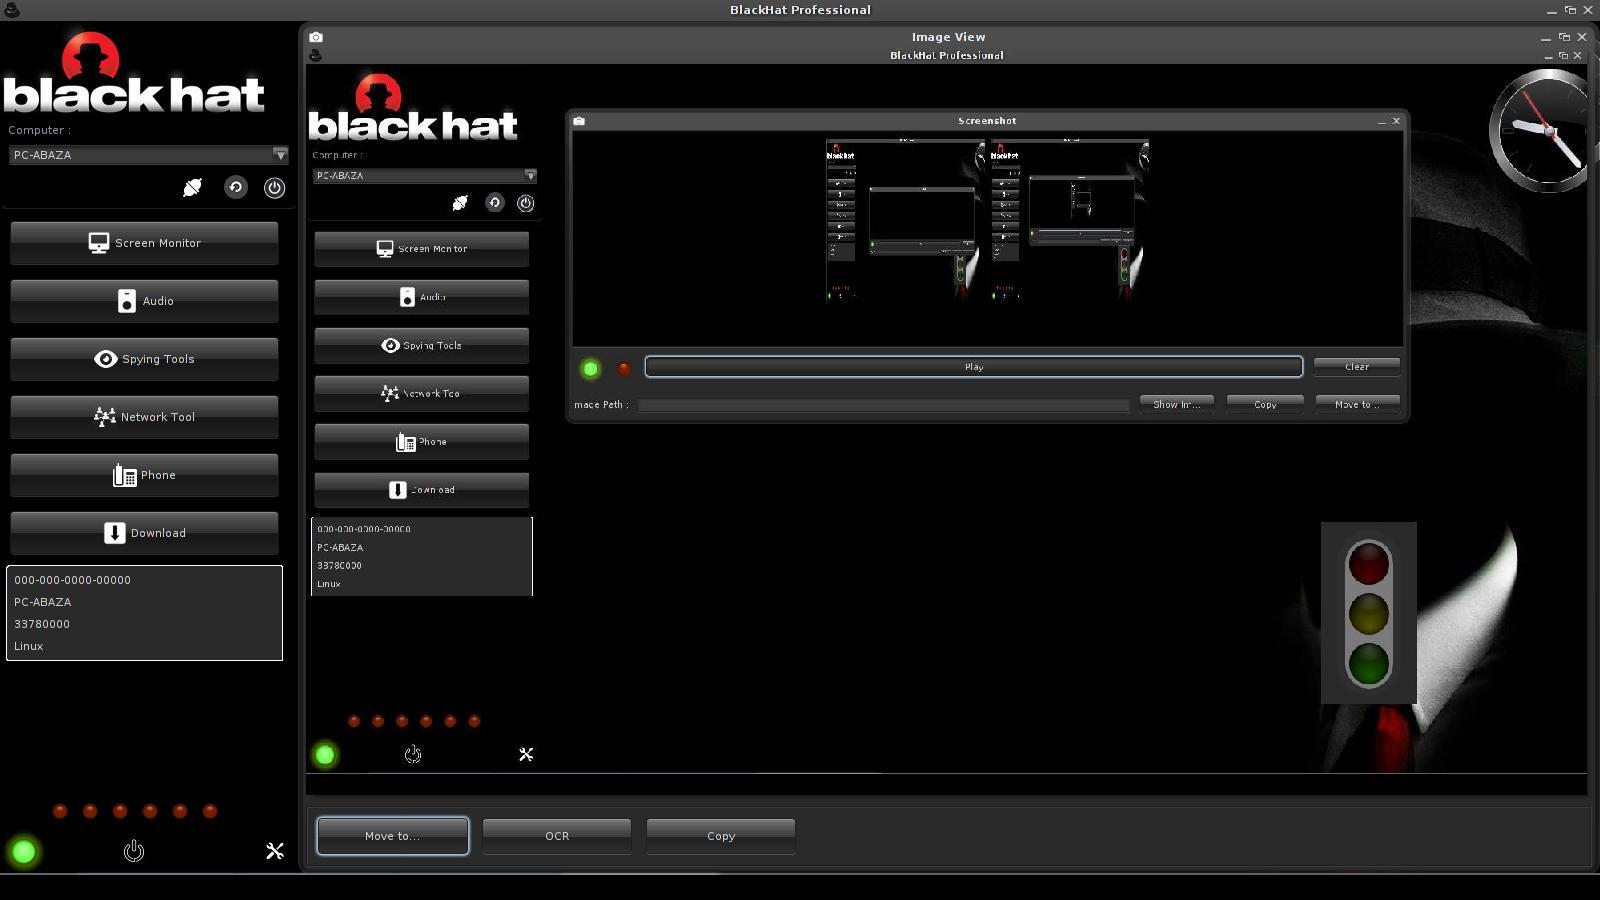 BlackHat Professional
black hat
Computer :
PC-ABAZA
Screen Monitor
Audio
Spying Tools
Network Tool
Phone
Download
000-000-0000-00000
PC-ABAZA
33780000
Linux
Image View
BlackHat Professional
black hat
Computer :
PC-ABAZA
Screen Monitor
Audio
Spying Tools
Network Too
Phone
Download
000-000-0000-00000
PC-ABAZA
33780000
Linux
Screenshot
Play
Clear
mage Path :
Show Im...
Copy
Move to ...
Move to...
OCR
Copy